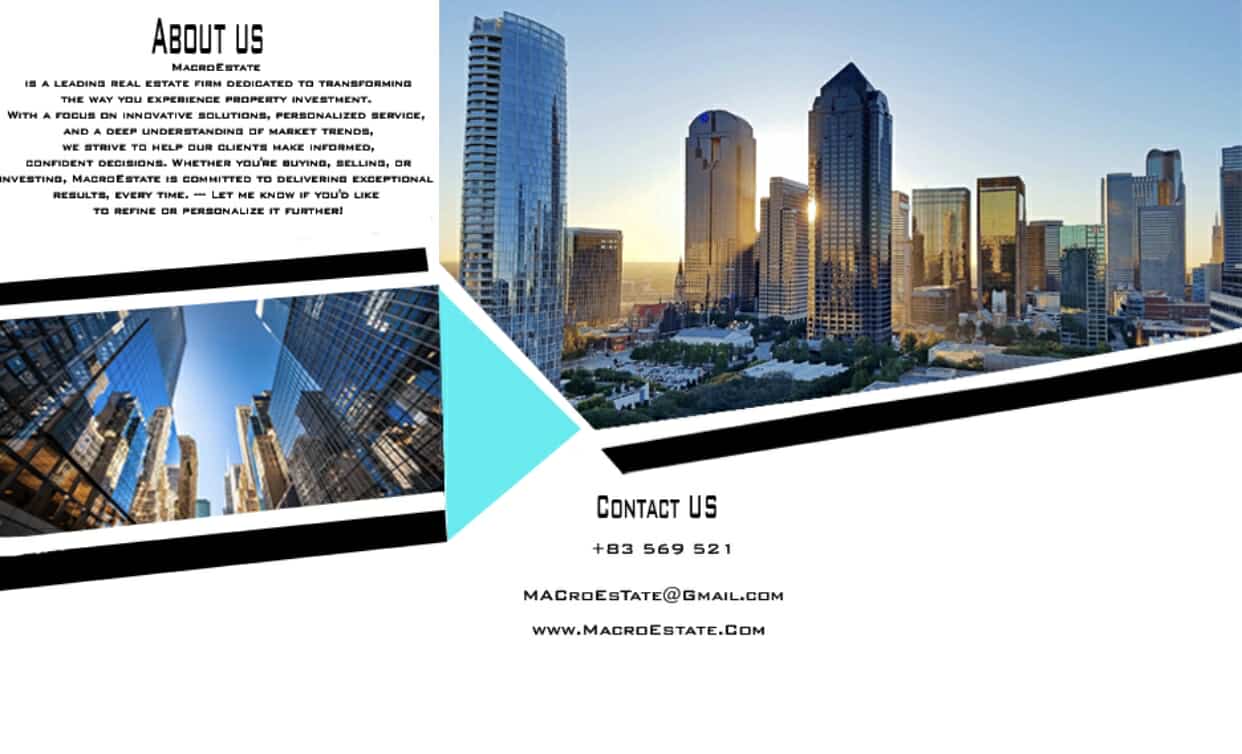 About us
MacroEstate
is a leading real estate firm dedicated to transforming
the way you experience property investment.
With a focus on innovative solutions, personalized service,
and a deep understanding of market trends,
we strive to help our clients make informed,
confident decisions. Whether you're buying, selling, or
investing, MacroEstate is committed to delivering exceptional
results, every time. --- Let me know if you'd like
to refine or personalize it further!
Contact US
+83 569 521
MACroEsTate@Gmail.com
www.MacroEstate.Com